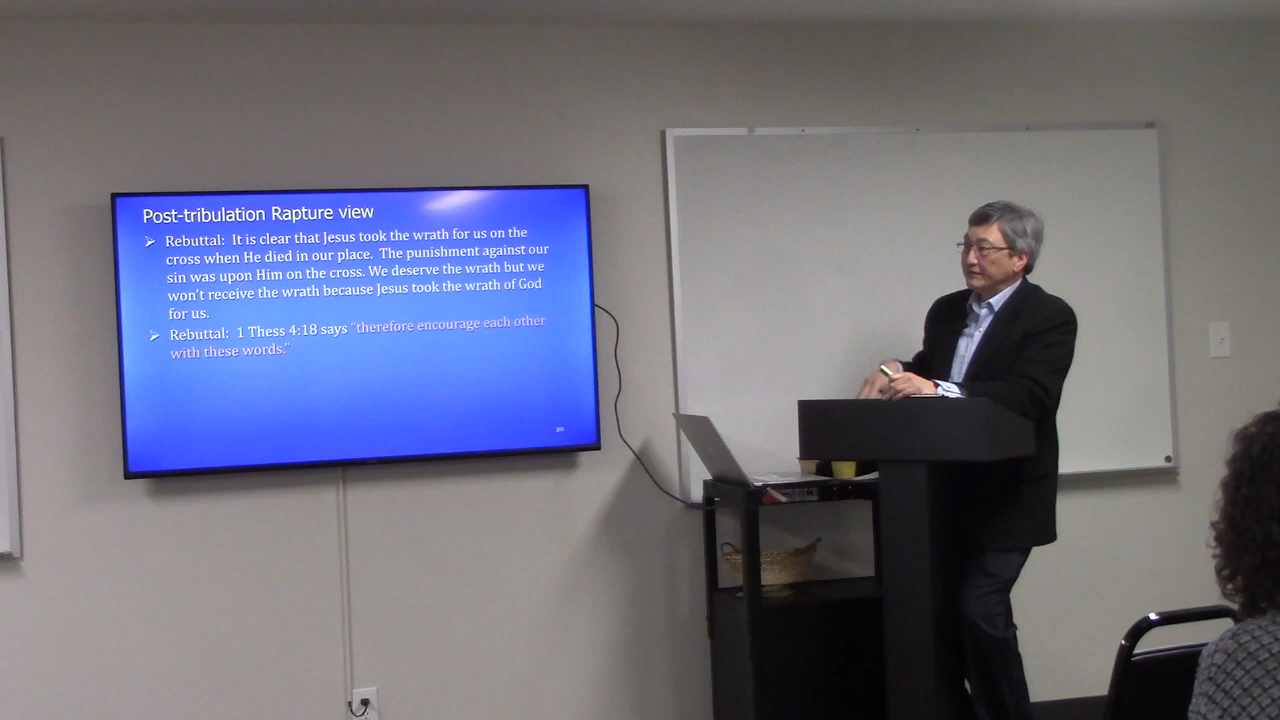 Post-tribulation Rapture view
➢ Rebuttal: It is clear that Jesus took the wrath for us on the
cross when He died in our place. The punishment against our
sin was upon Him on the cross. We deserve the wrath but we
won't receive the wrath because Jesus took the wrath of God
for us.
➢ Rebuttal: 1 Thess 4:18 says "therefore encourage each other
with these words."
20